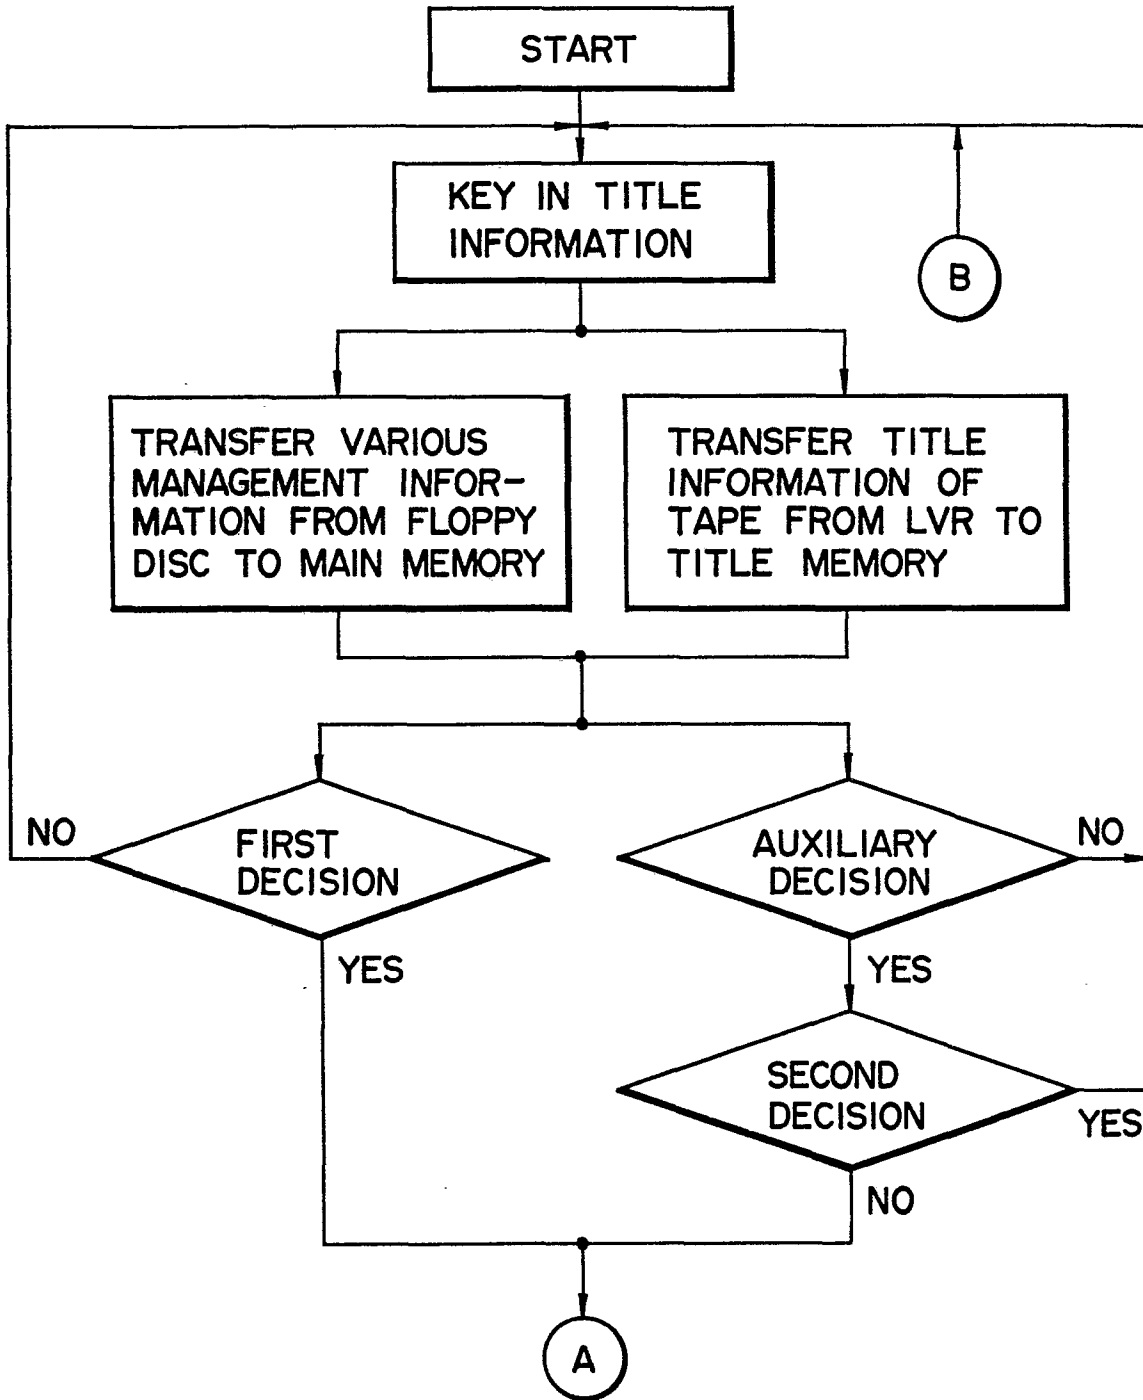 START
KEY IN TITLE
INFORMATION
B
TRANSFER VARIOUS
MANAGEMENT INFOR-
MATION FROM FLOPPY
DISC TO MAIN MEMORY
TRANSFER TITLE
INFORMATION OF
TAPE FROM LVR TO
TITLE MEMORY
NO
FIRST
DECISION
YES
AUXILIARY
DECISION
NO
YES
SECOND
DECISION
YES
NO
A